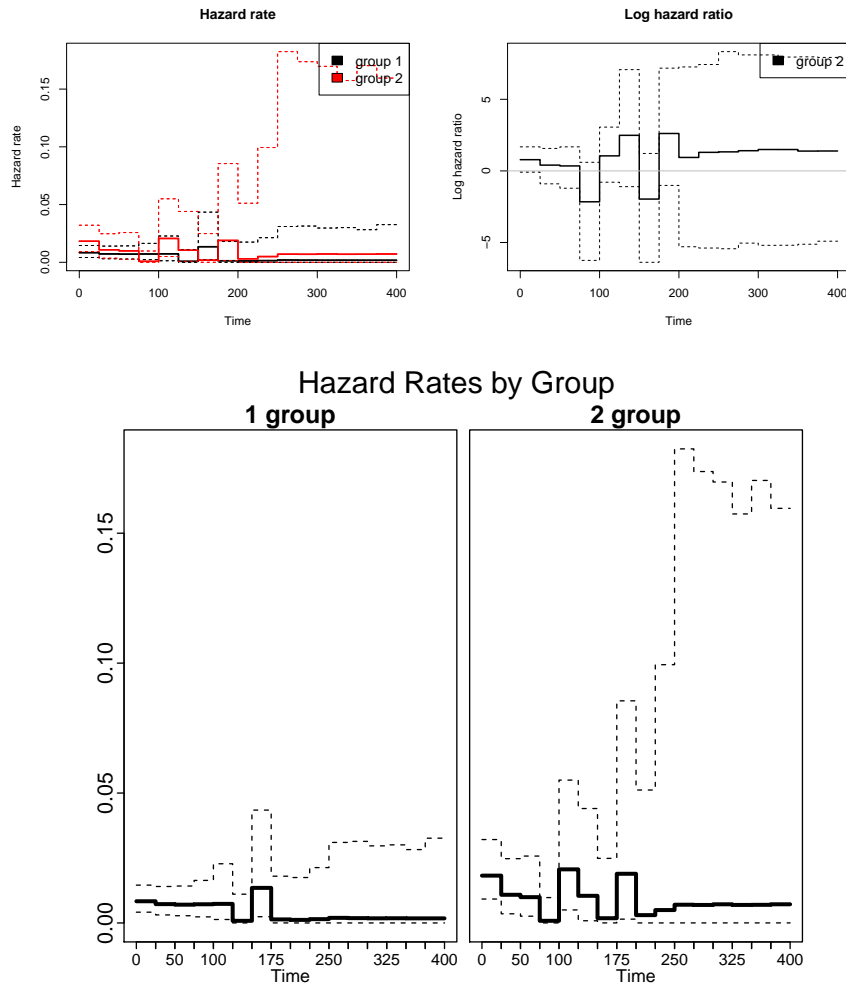 Hazard rate
Hazard rate
0.00 0.05 0.10 0.15
group 1
group 2
0 100 200 300 400
Time
Log hazard ratio
Log hazard ratio
-5 0 5
group 2
0 100 200 300 400
Time
Hazard Rates by Group
1 group
2 group
0.00 0.05 0.10 0.15
0 50 100 175 250 325 400
Time
0 50 100 175 250 325 400
Time